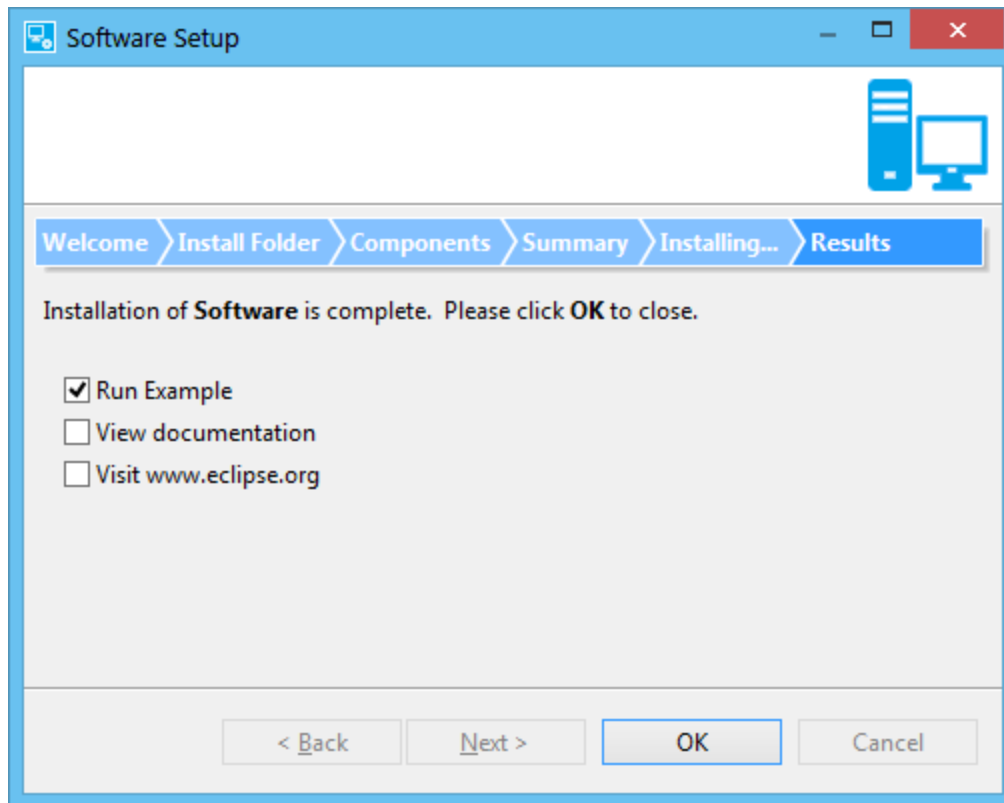 Software Setup
Welcome Install Folder Components Summary Installing... Results
Installation of Software is complete. Please click OK to close.
Run Example
View documentation
Visit www.eclipse.org
< Back Next > OK Cancel